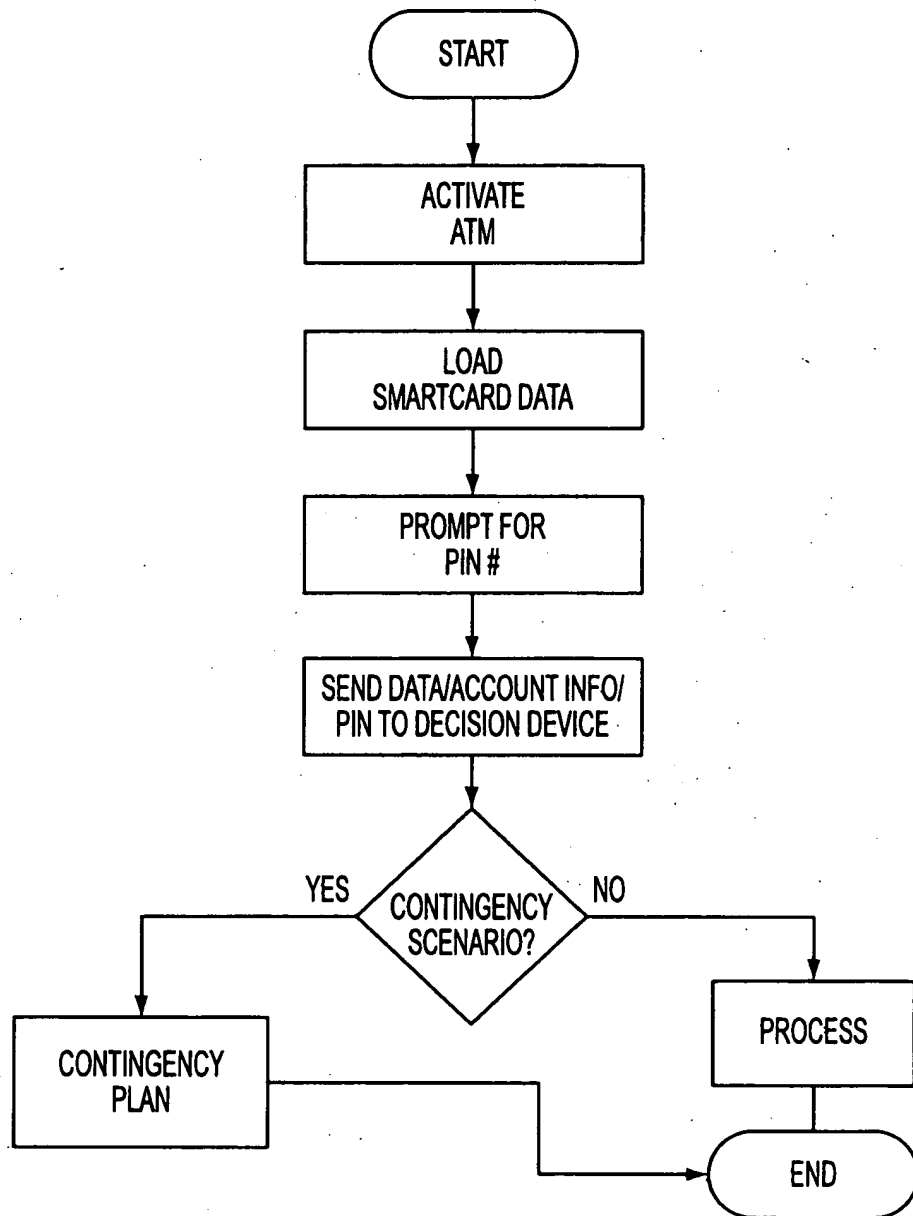 START
ACTIVATE
ATM
LOAD
SMARTCARD DATA
PROMPT FOR
PIN #
SEND DATA/ACCOUNT INFO/
PIN TO DECISION DEVICE
YES
CONTINGENCY
SCENARIO?
NO
CONTINGENCY
PLAN
PROCESS
END